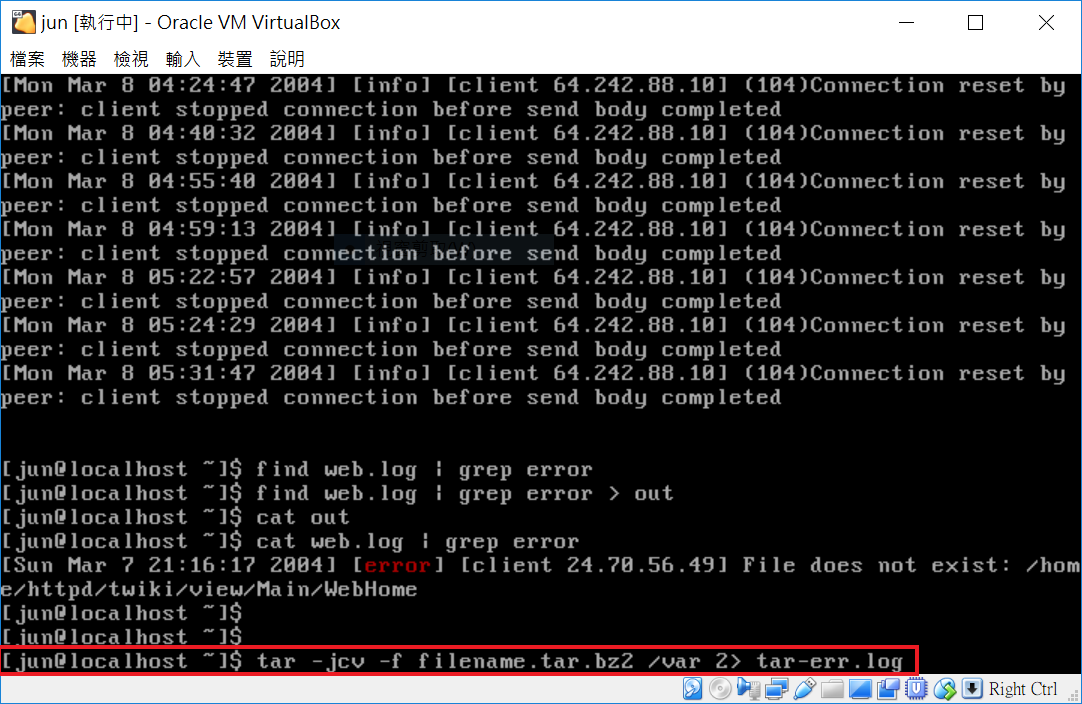 jun [執行中] - Oracle VM VirtualBox
檔案 機器 檢視 輸入 裝置 說明
[Mon Mar 8 04:24:47 2004] [info] [client 64.242.88.10] (104)Connection reset by
peer: client stopped connection before send body completed
[Mon Mar 8 04:40:32 2004] [info] [client 64.242.88.10] (104)Connection reset by
peer: client stopped connection before send body completed
[Mon Mar 8 04:55:40 2004] [info] [client 64.242.88.10] (104)Connection reset by
peer: client stopped connection before send body completed
[Mon Mar 8 04:59:13 2004] [info] [client 64.242.88.10] (104)Connection reset by
peer: client stopped connection before send body completed
[Mon Mar 8 05:22:57 2004] [info] [client 64.242.88.10] (104)Connection reset by
peer: client stopped connection before send body completed
[Mon Mar 8 05:24:29 2004] [info] [client 64.242.88.10] (104)Connection reset by
peer: client stopped connection before send body completed
[Mon Mar 8 05:31:47 2004] [info] [client 64.242.88.10] (104)Connection reset by
peer: client stopped connection before send body completed
[jun@localhost ~]$ find web.log | grep error
[jun@localhost ~]$ find web.log | grep error > out
[jun@localhost ~]$ cat out
[jun@localhost ~]$ cat web.log | grep error
[Sun Mar 7 21:16:17 2004] [error] [client 24.70.56.49] File does not exist: /hom
e/httpd/twiki/view/Main/WebHome
[jun@localhost ~]$
[jun@localhost ~]$
[jun@localhost ~]$ tar -jcv -f filename.tar.bz2 /var 2> tar-err.log
Right Ctrl